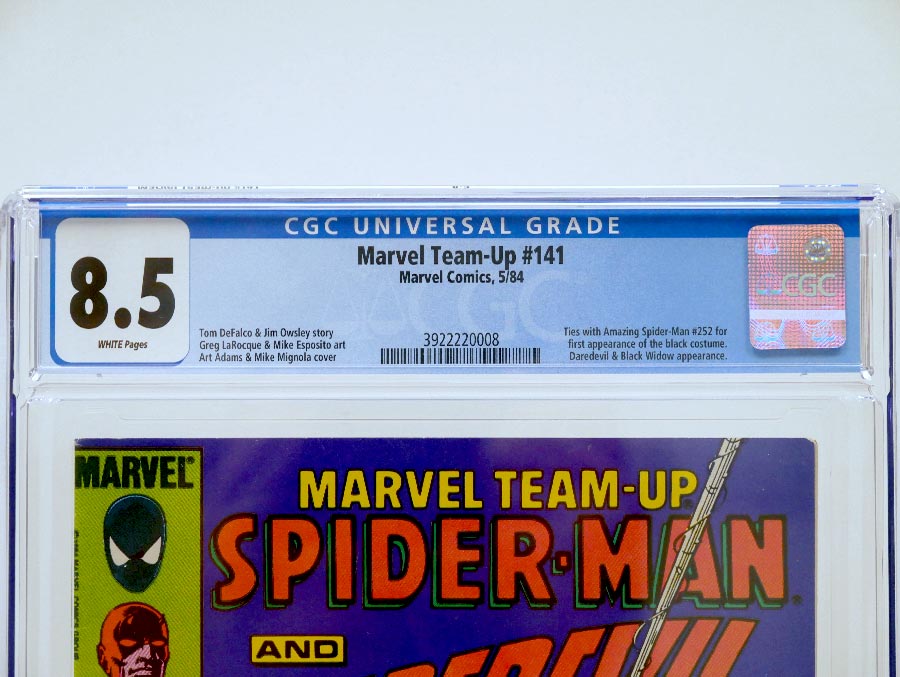 CGC UNIVERSAL GRADE
8.5
WHITE Pages
Marvel Team-Up #141
Marvel Comics, 5/84
Tom DeFalco & Jim Owsley story
Greg LaRocque & Mike Esposito art
Art Adams & Mike Mignola cover
3922220008
Ties with Amazing Spider-Man #252 for
first appearance of the black costume.
Daredevil & Black Widow appearance.
CGC
CGC
MARVEL®
MARVEL TEAM-UP
SPIDER-MAN
AND